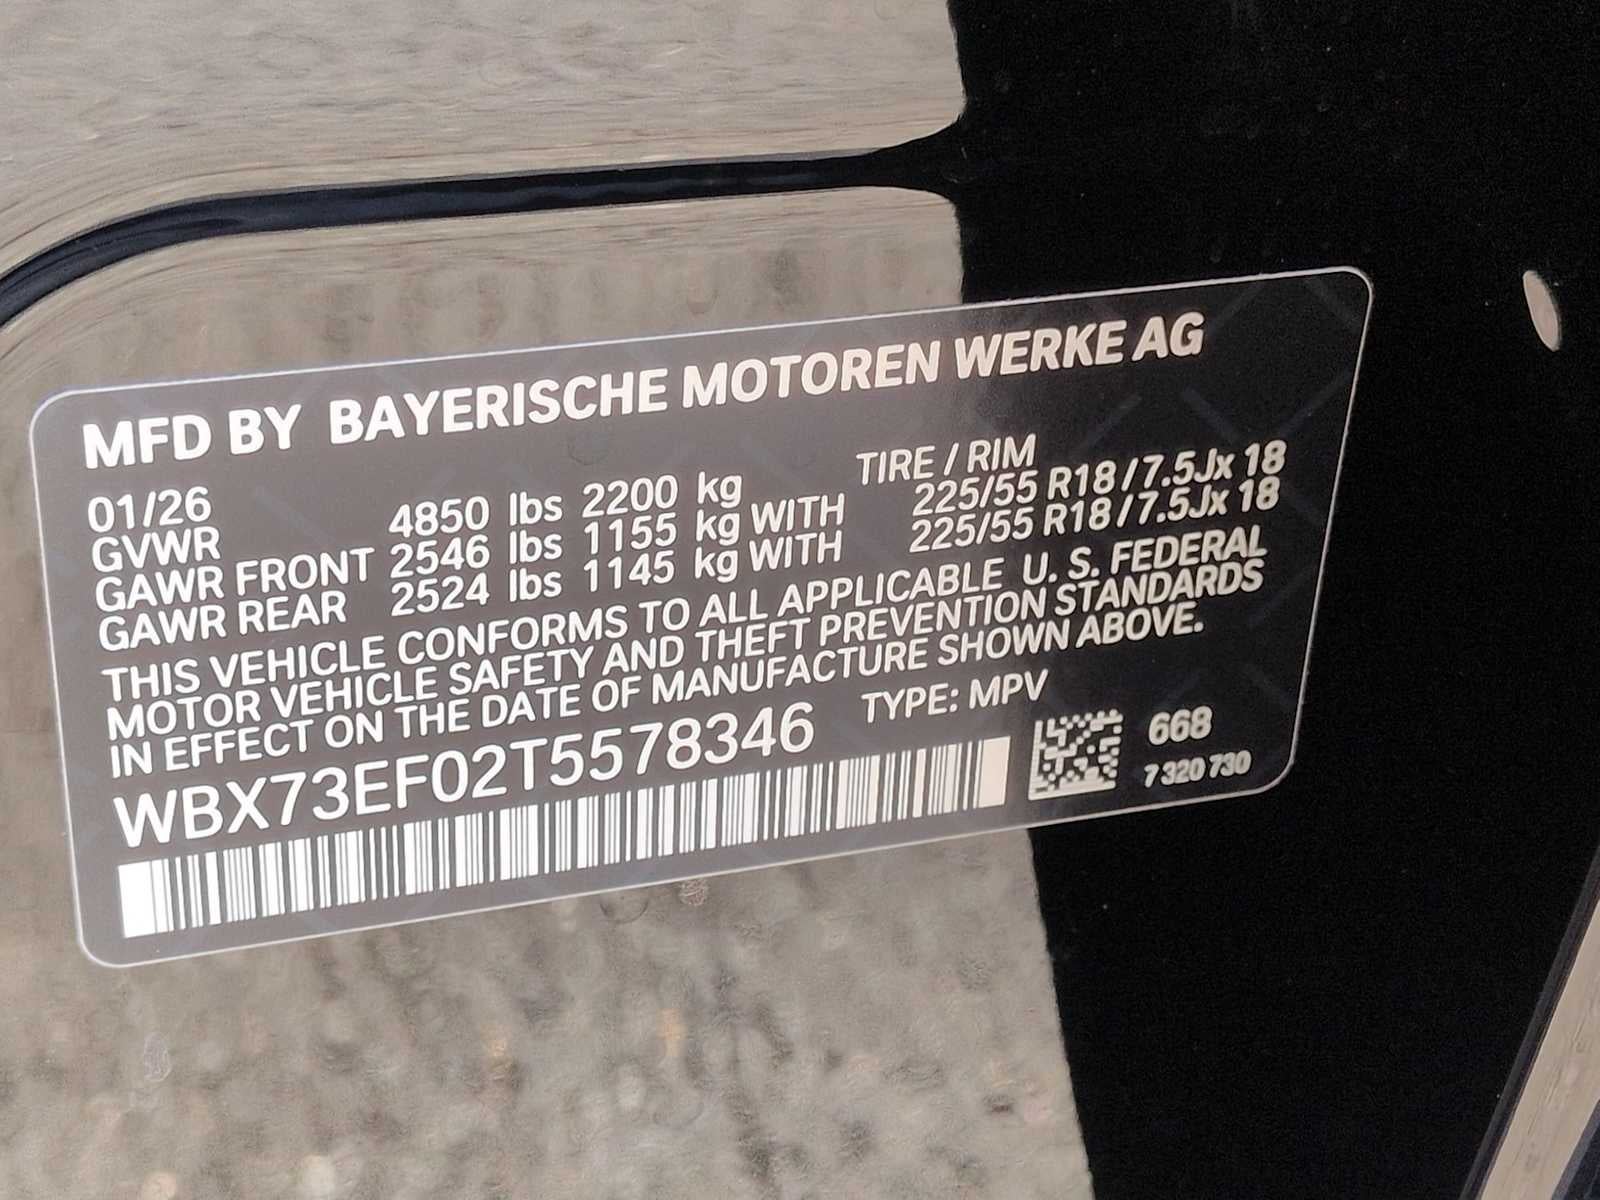 MFD BY BAYERISCHE MOTOREN WERKE AG
01/26 TIRE / RIM
GVWR 4850 lbs 2200 kg
GAWR FRONT 2546 lbs 1155 kg WITH 225/55 R18 / 7.5Jx 18
GAWR REAR 2524 lbs 1145 kg WITH 225/55 R18 / 7.5Jx 18
THIS VEHICLE CONFORMS TO ALL APPLICABLE U. S. FEDERAL
MOTOR VEHICLE SAFETY AND THEFT PREVENTION STANDARDS
IN EFFECT ON THE DATE OF MANUFACTURE SHOWN ABOVE.
WBX73EF02T5578346 TYPE: MPV
668
7 320 730